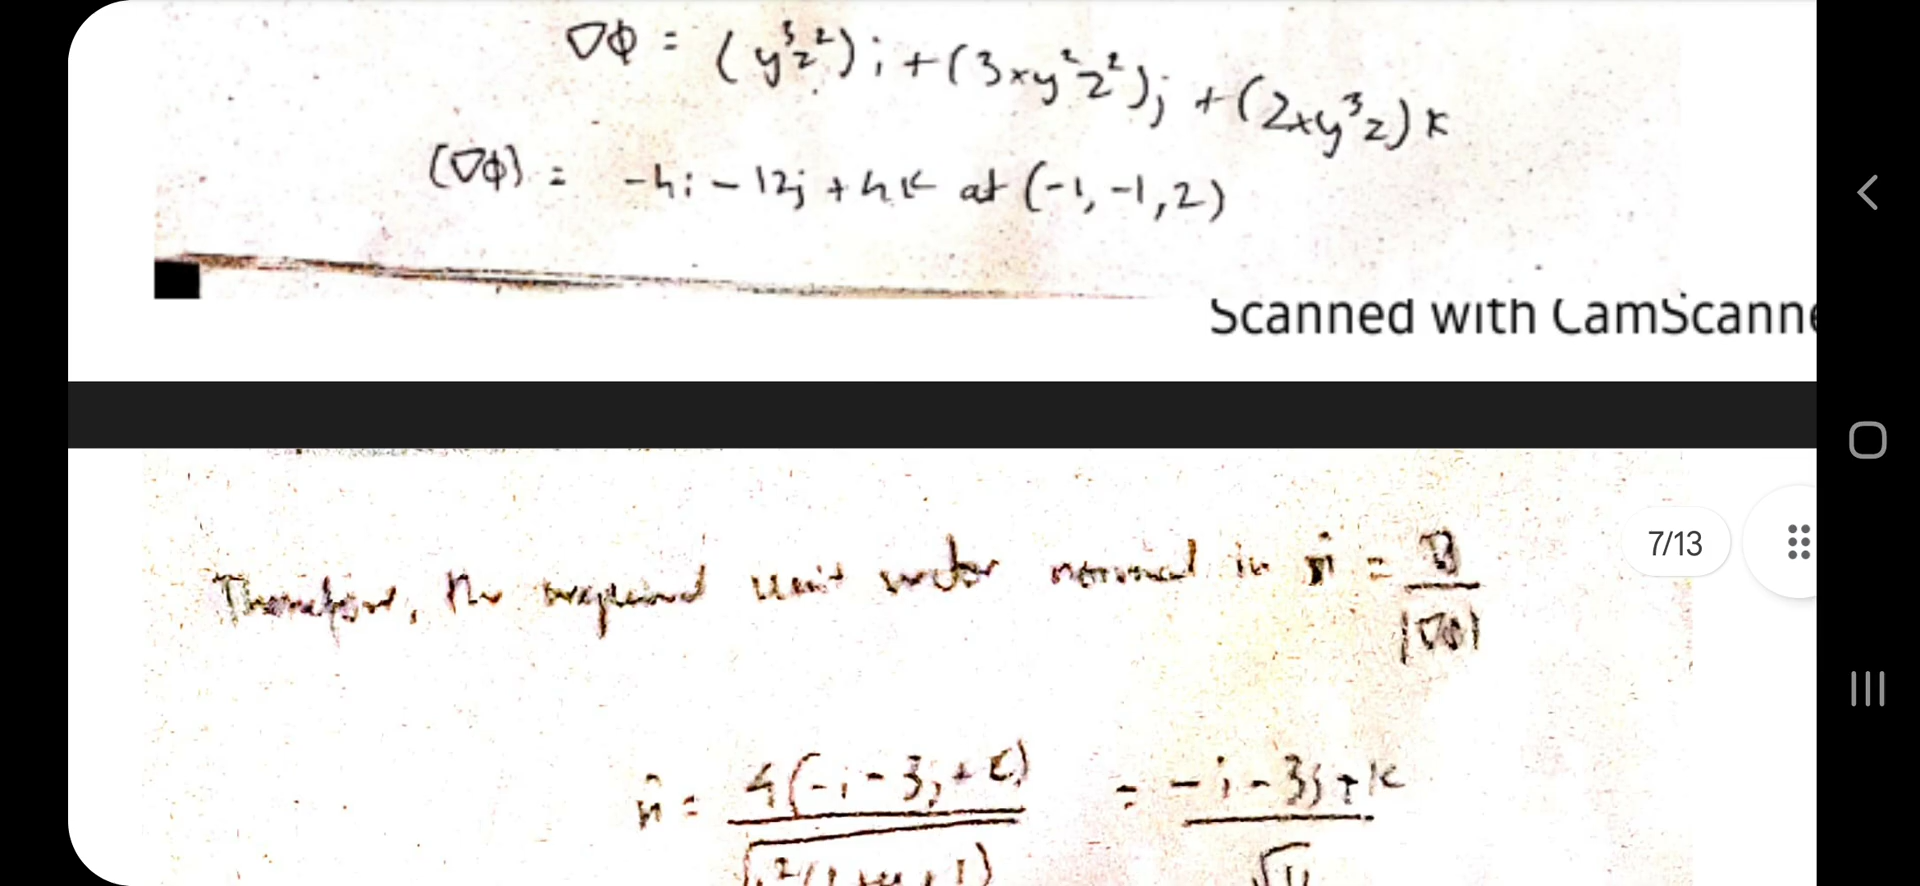 ∇Φ = (y³z²)i + (3xy²z²)j + (2xy³z)k
(∇Φ) = -4i - 12j + 4k at (-1, -1, 2)
Scanned with CamScanne
7/13
Therefore, the required unit vector normal is n̂ = ∇
|∇Φ|
n̂ = 4(-i - 3j + k) = -i - 3j + k